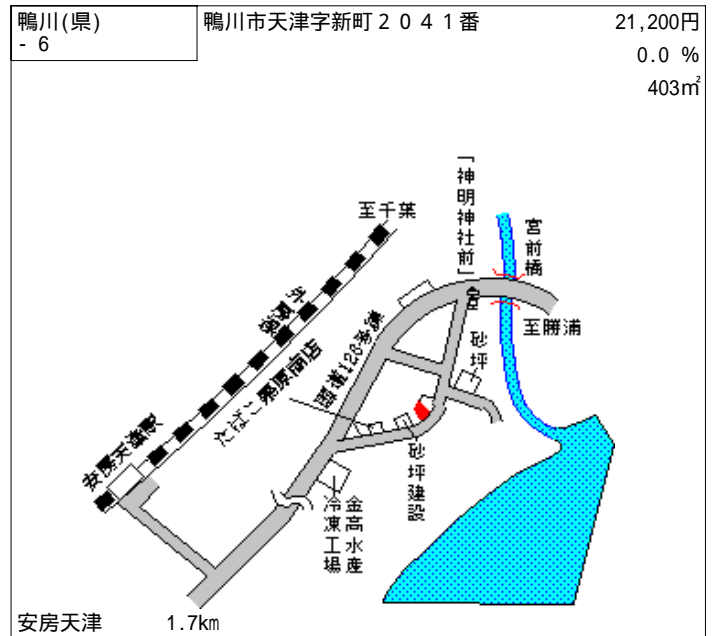 鴨川(県)
- 6
鴨川市天津字新町２０４１番
21,200円
0.0 %
403㎡
至千葉
「神明神社前」
宮前橋
至勝浦
外房線
国道128号線
砂坪
たばこ栗原商店
安房天津駅
砂坪建設
金高水産
冷凍工場
安房天津
1.7km